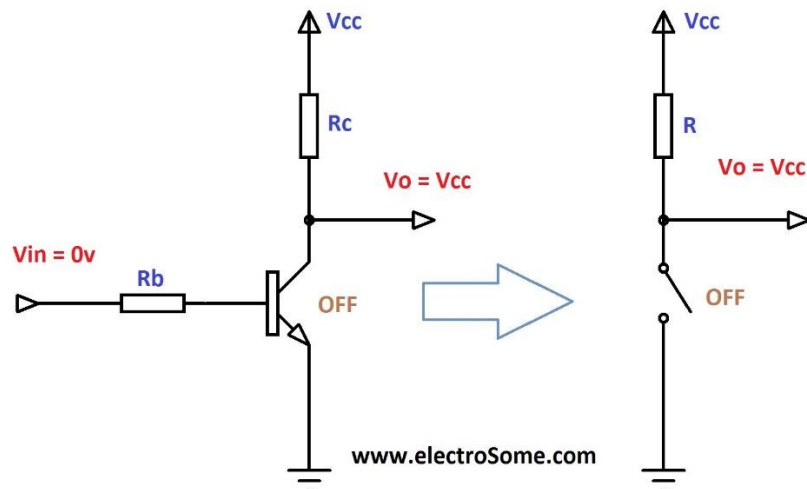 Vcc
Rc
Vo = Vcc
Vin = 0v
Rb
OFF
Vcc
R
Vo = Vcc
OFF
www.electroSome.com